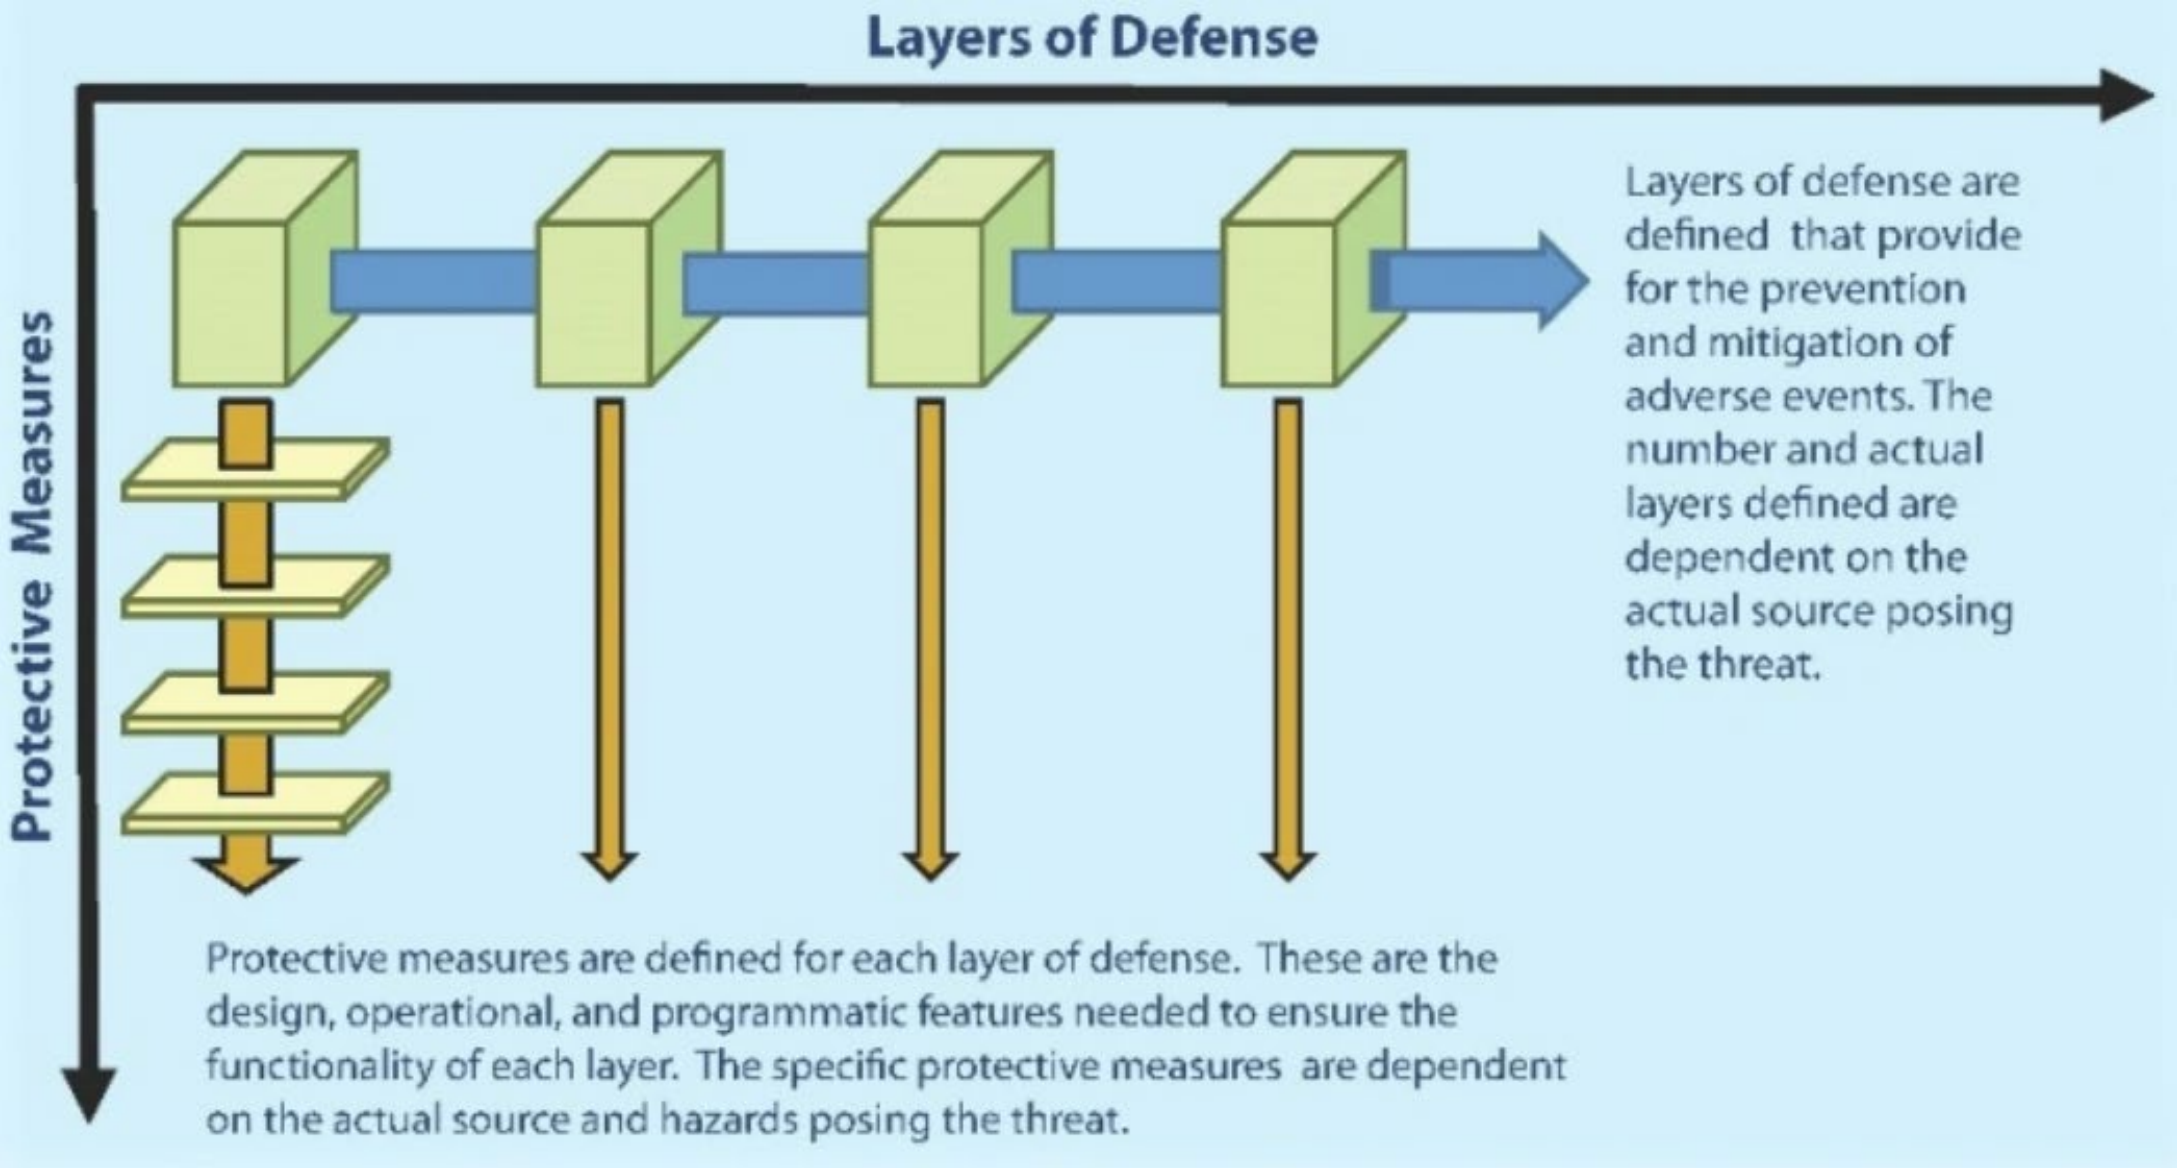 Layers of Defense
Protective Measures
Layers of defense are
defined that provide
for the prevention
and mitigation of
adverse events. The
number and actual
layers defined are
dependent on the
actual source posing
the threat.
Protective measures are defined for each layer of defense. These are the
design, operational, and programmatic features needed to ensure the
functionality of each layer. The specific protective measures are dependent
on the actual source and hazards posing the threat.